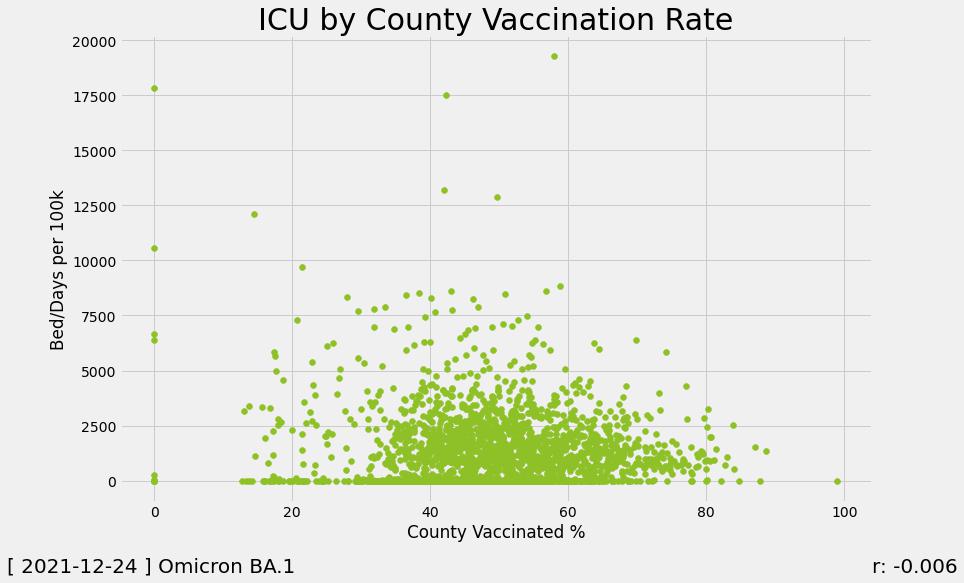 ICU by County Vaccination Rate
20000
17500
15000
12500
10000
7500
5000
2500
0
Bed/Days per 100k
0 20 40 60 80 100
County Vaccinated %
[ 2021-12-24 ] Omicron BA.1
r: -0.006